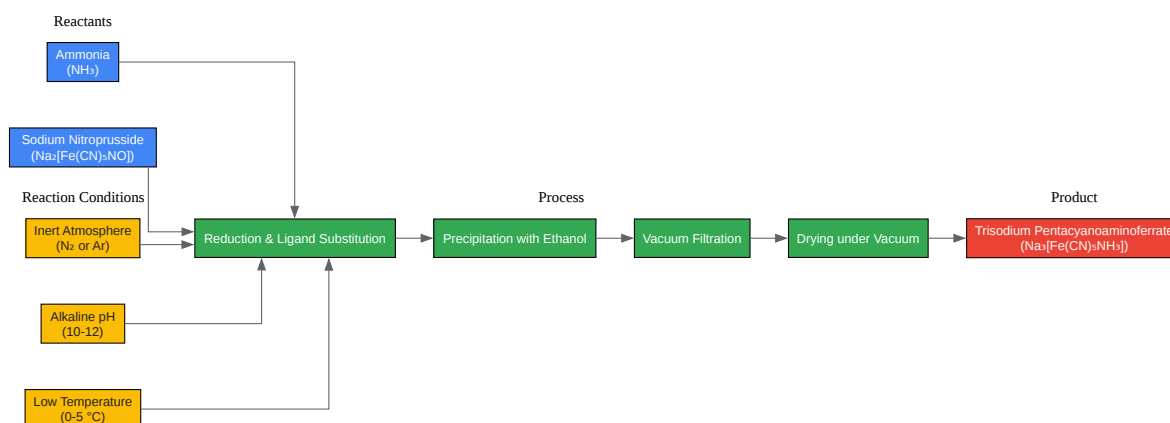 Reactants
Ammonia
(NH₃)
Sodium Nitroprusside
(Na₂[Fe(CN)₅NO])
Reaction Conditions
Process
Product
Inert Atmosphere
(N₂ or Ar)
Reduction & Ligand Substitution
Precipitation with Ethanol
Vacuum Filtration
Drying under Vacuum
Trisodium Pentacyanoaminoferrate
(Na₃[Fe(CN)₅NH₃])
Alkaline pH
(10-12)
Low Temperature
(0-5 °C)